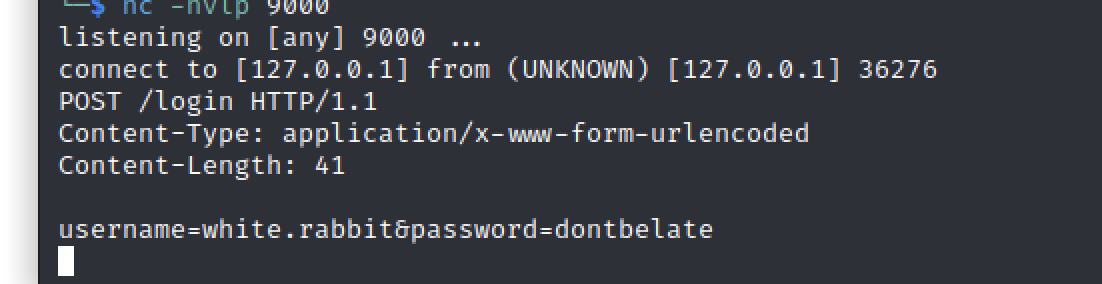 └─$ nc -nvlp 9000
listening on [any] 9000 ...
connect to [127.0.0.1] from (UNKNOWN) [127.0.0.1] 36276
POST /login HTTP/1.1
Content-Type: application/x-www-form-urlencoded
Content-Length: 41

username=white.rabbit&password=dontbelate